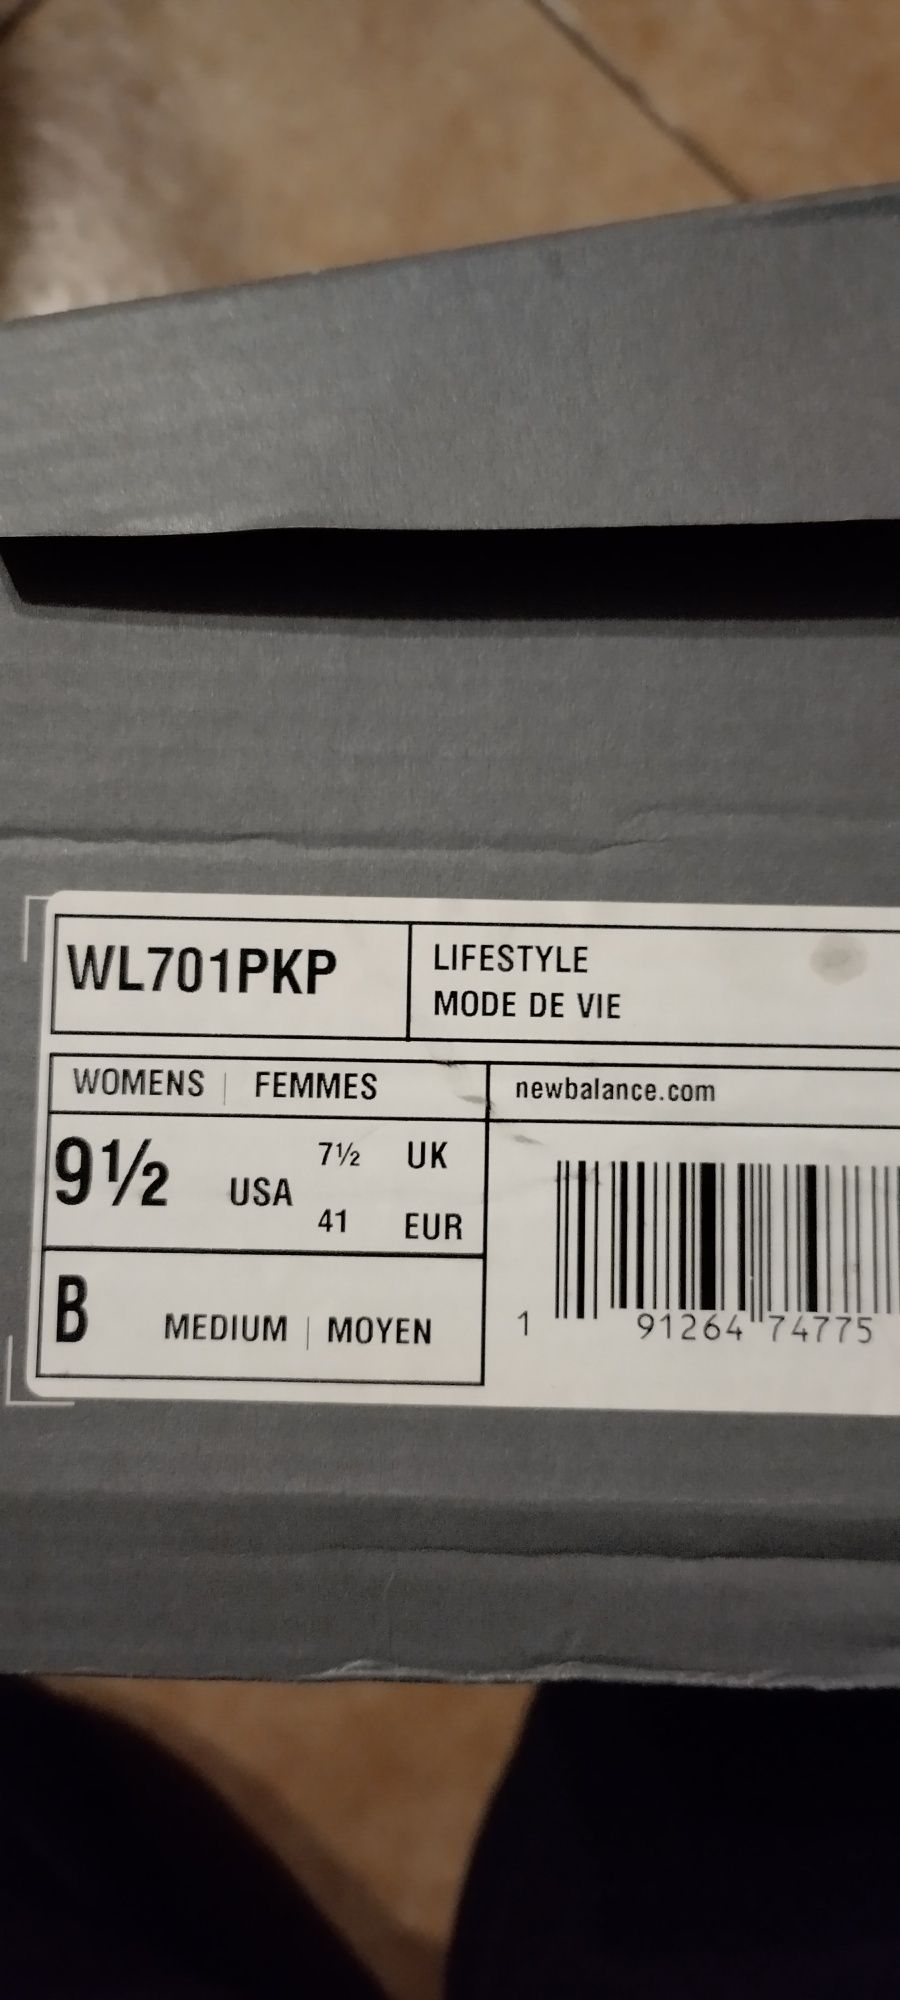 WL701PKP
LIFESTYLE
MODE DE VIE
WOMENS | FEMMES
newbalance.com
9½ USA
7½ UK
41 EUR
B MEDIUM | MOYEN
1 91264 74775